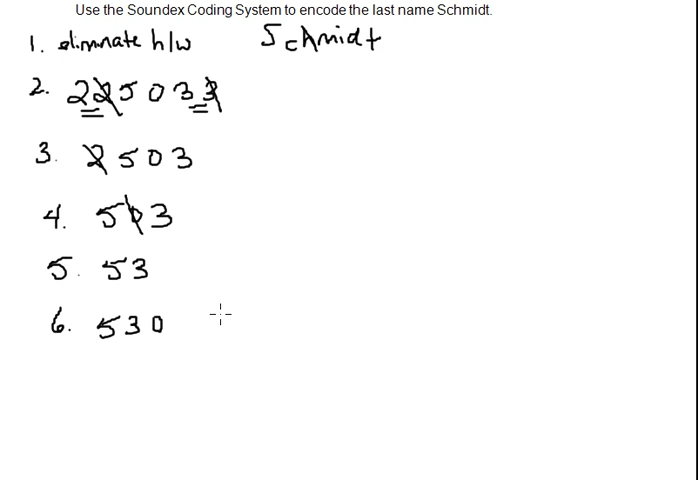 Use the Soundex Coding System to encode the last name Schmidt.
1. eliminate h/w Schmidt
2. 225033
3. 2503
4. 503
5. 53
6. 530